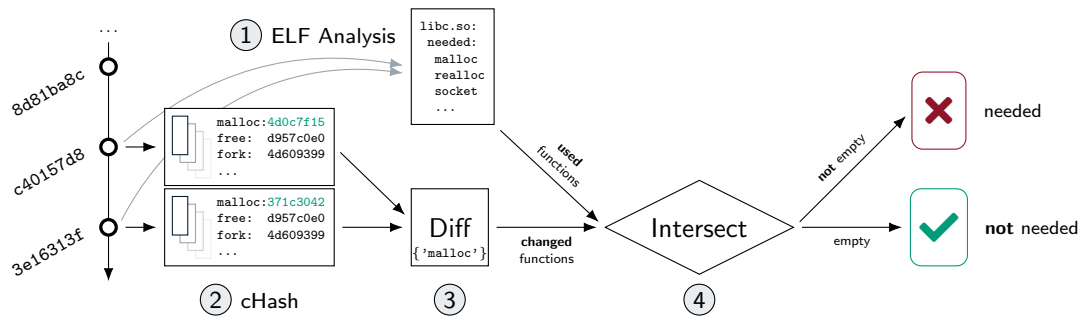 ...
8d81ba8c
c40157d8
3e16313f
1 ELF Analysis
libc.so:
needed:
malloc
realloc
socket
...
malloc:4d0c7f15
free: d957c0e0
fork: 4d609399
...
malloc:371c3042
free: d957c0e0
fork: 4d609399
...
2 cHash
Diff
{'malloc'}
3
used
functions
changed
functions
Intersect
4
not empty
empty
needed
not needed